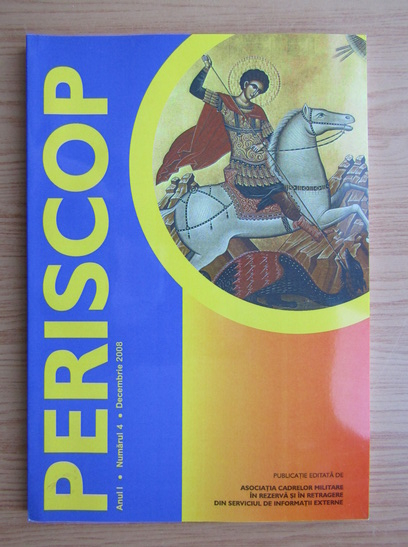 PERISCOP
Anul I • Numărul 4 • Decembrie 2008
PUBLICAȚIE EDITATĂ DE
ASOCIAȚIA CADRELOR MILITARE
ÎN REZERVĂ ȘI ÎN RETRAGERE
DIN SERVICIUL DE INFORMAȚII EXTERNE